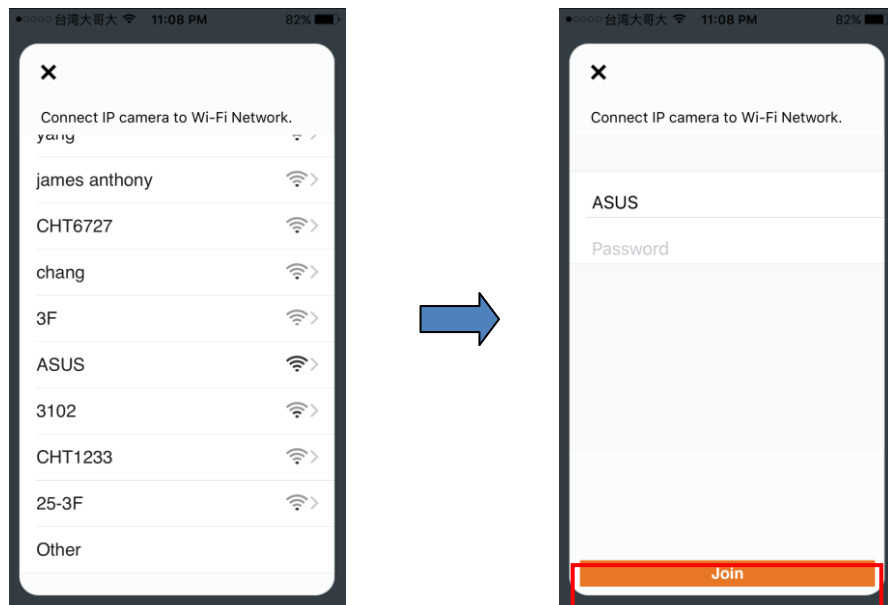 台湾大哥大 11:08 PM 82%
Connect IP camera to Wi-Fi Network.
yang
james anthony
CHT6727
chang
3F
ASUS
3102
CHT1233
25-3F
Other
台湾大哥大 11:08 PM 82%
Connect IP camera to Wi-Fi Network.
ASUS
Password
Join